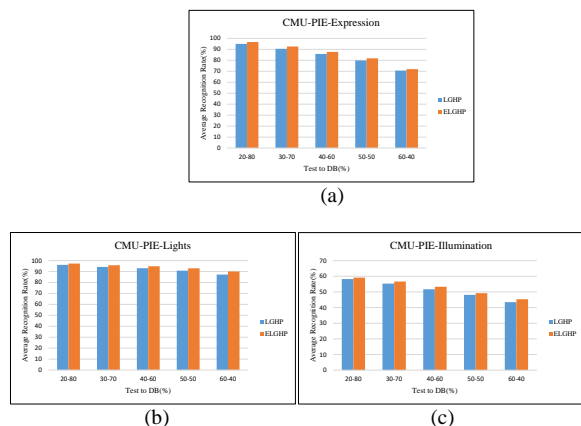 CMU-PIE-Expression
Average Recognition Rate(%)
100
90
80
70
60
50
40
30
20
10
0
20-80 30-70 40-60 50-50 60-40
Test to DB(%)
LGHP
ELGHP
(a)
CMU-PIE-Lights
Average Recognition Rate(%)
100
90
80
70
60
50
40
30
20
10
0
20-80 30-70 40-60 50-50 60-40
Test to DB(%)
LGHP
ELGHP
(b)
CMU-PIE-Illumination
Average Recognition Rate(%)
70
60
50
40
30
20
10
0
20-80 30-70 40-60 50-50 60-40
Test to DB(%)
LGHP
ELGHP
(c)